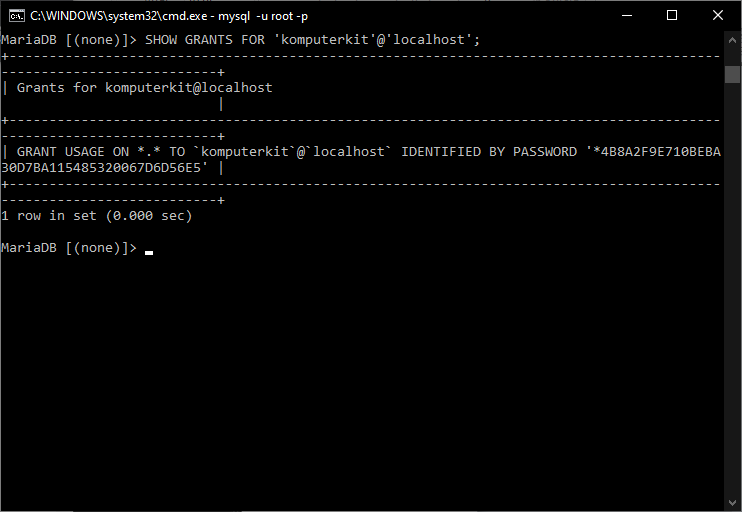 C:\WINDOWS\system32\cmd.exe - mysql -u root -p
MariaDB [(none)]> SHOW GRANTS FOR 'komputerkit'@'localhost';
+-----------------------------------------------------------------------------------------
---------------------------+
| Grants for komputerkit@localhost
                           |
+-----------------------------------------------------------------------------------------
---------------------------+
| GRANT USAGE ON *.* TO `komputerkit`@`localhost` IDENTIFIED BY PASSWORD '*4B8A2F9E710BEBA
30D7BA115485320067D6D56E5' |
+-----------------------------------------------------------------------------------------
---------------------------+
1 row in set (0.000 sec)
MariaDB [(none)]>